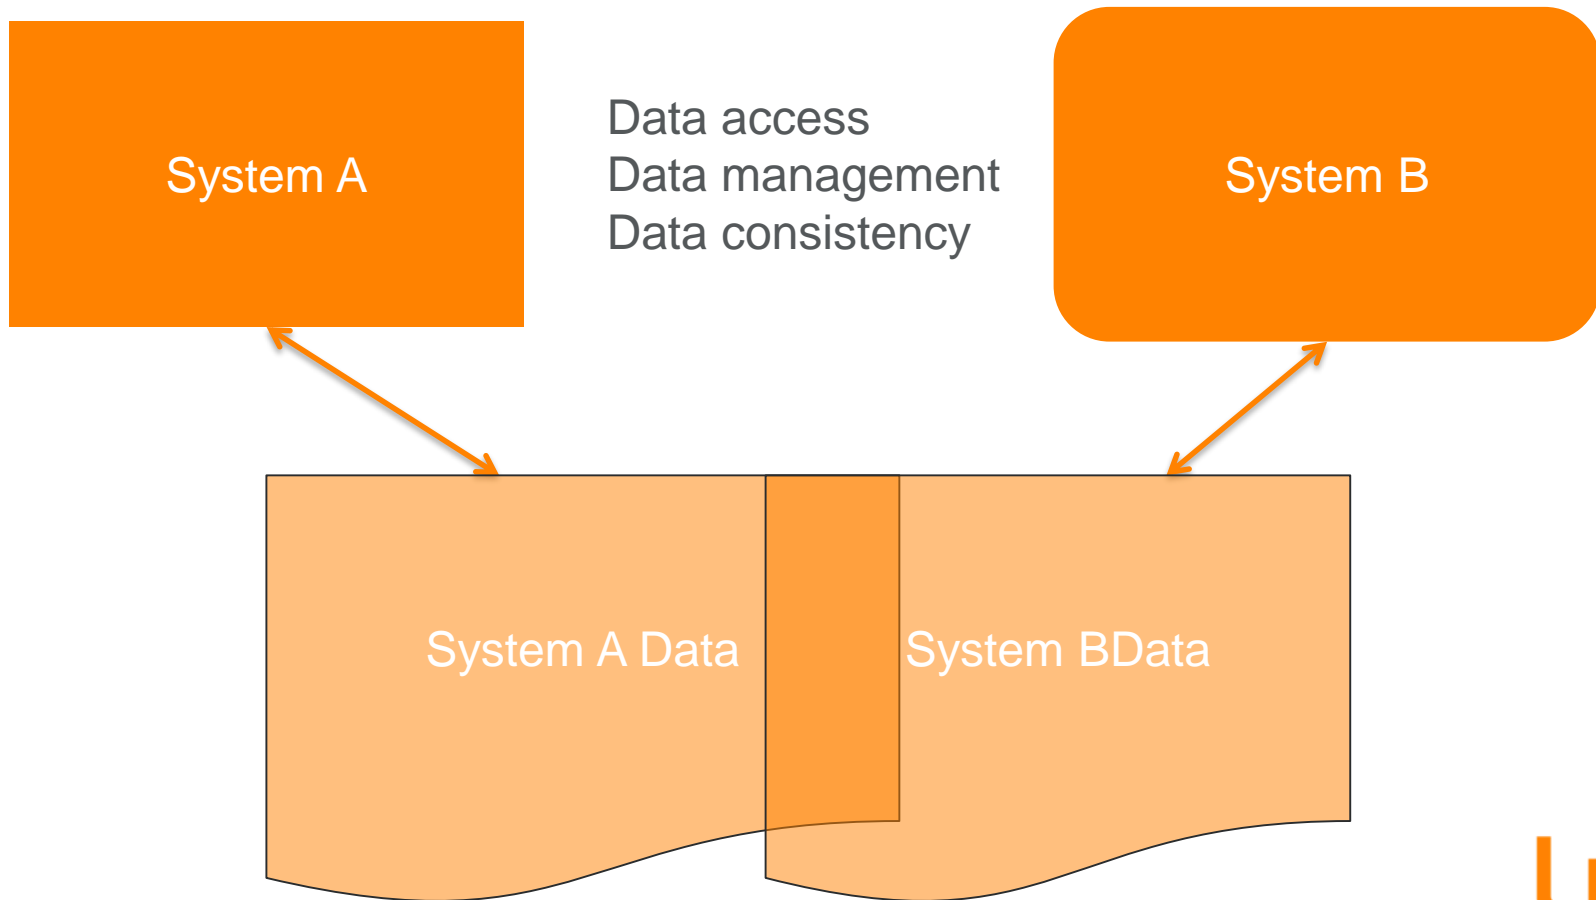 System A
Data access
Data management
Data consistency
System B
System A Data
System BData